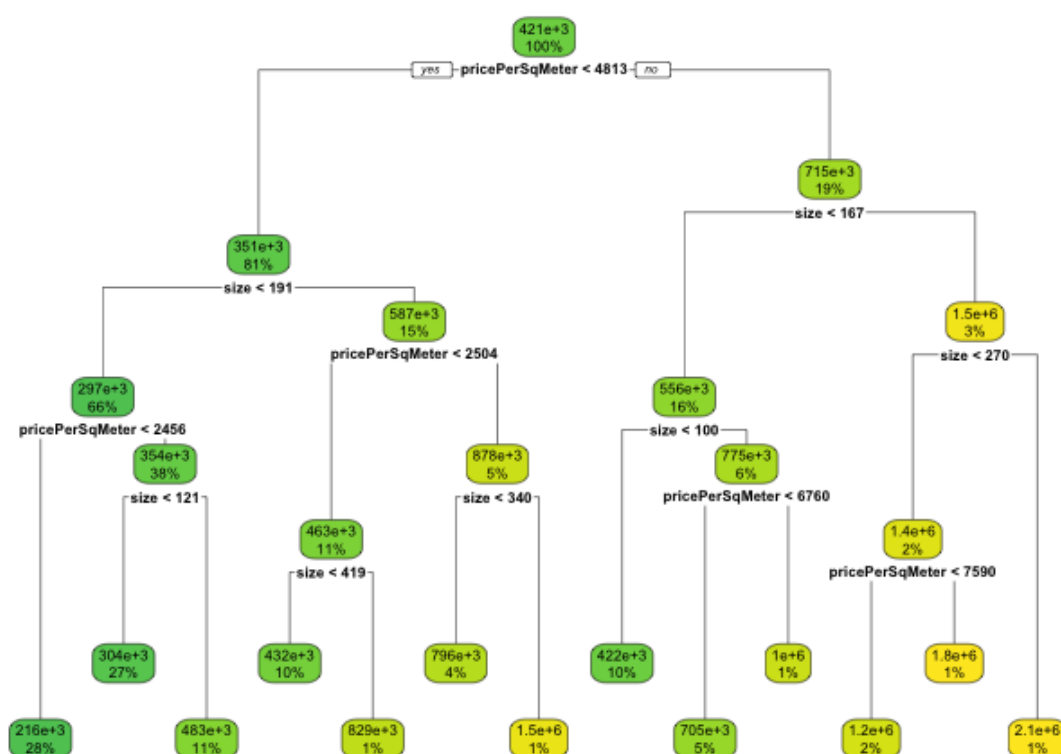 421e+3
100%
yes pricePerSqMeter < 4813 no
715e+3
19%
size < 167
351e+3
81%
size < 191
587e+3
15%
pricePerSqMeter < 2504
1.5e+6
3%
size < 270
297e+3
66%
pricePerSqMeter < 2456
556e+3
16%
size < 100
354e+3
38%
size < 121
878e+3
5%
size < 340
775e+3
6%
pricePerSqMeter < 6760
463e+3
11%
size < 419
1.4e+6
2%
pricePerSqMeter < 7590
304e+3
27%
432e+3
10%
796e+3
4%
422e+3
10%
1e+6
1%
1.8e+6
1%
216e+3
28%
483e+3
11%
829e+3
1%
1.5e+6
1%
705e+3
5%
1.2e+6
2%
2.1e+6
1%